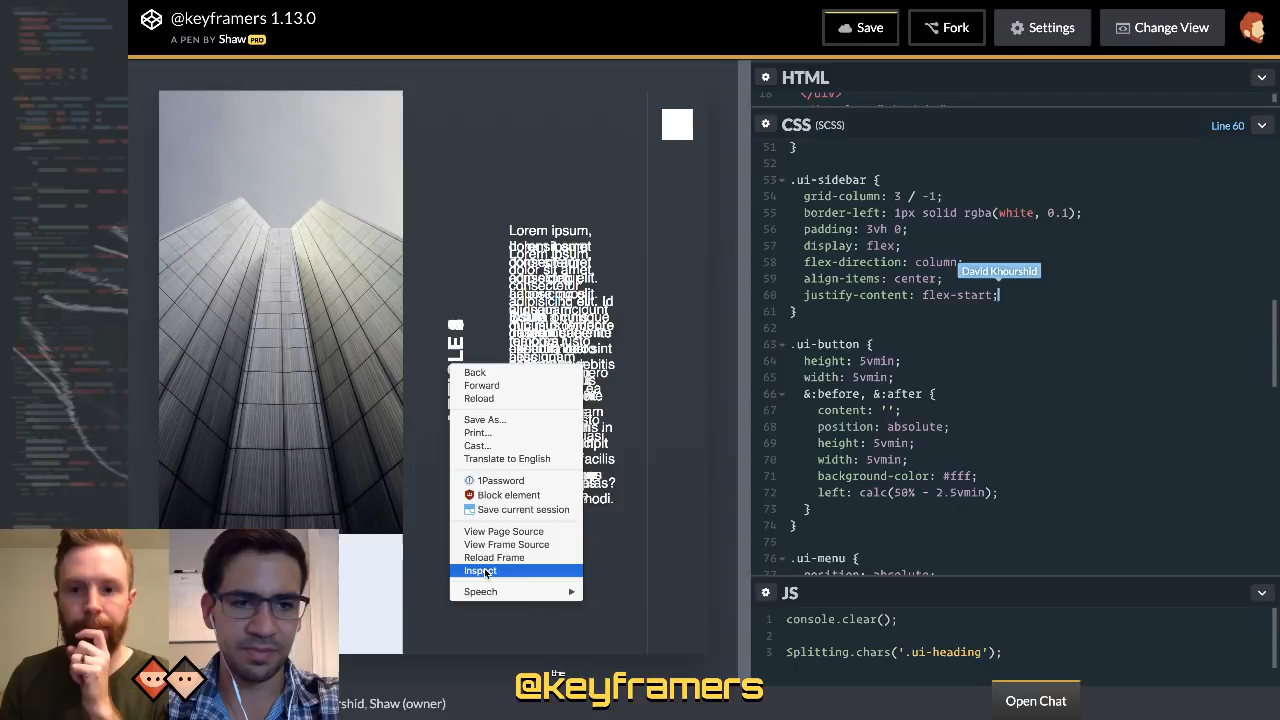 @keyframers 1.13.0
A PEN BY Shaw PRO
Save
Fork
Settings
Change View
HTML
18 </div>
CSS (SCSS)
Line 60
51 }
52
53 .ui-sidebar {
54 grid-column: 3 / -1;
55 border-left: 1px solid rgba(white, 0.1);
56 padding: 3vh 0;
57 display: flex;
58 flex-direction: column;
David Khourshid
59 align-items: center;
60 justify-content: flex-start;
61 }
62
63 .ui-button {
64 height: 5vmin;
65 width: 5vmin;
66 &:before, &:after {
67 content: '';
68 position: absolute;
69 height: 5vmin;
70 width: 5vmin;
71 background-color: #fff;
72 left: calc(50% - 2.5vmin);
73 }
74 }
75
76 .ui-menu {
position: absolute;
JS
1 console.clear();
2
3 Splitting.chars('.ui-heading');
Lorem ipsum,
Back
Forward
Reload
Save As...
Print...
Cast...
Translate to English
1Password
Block element
Save current session
View Page Source
View Frame Source
Reload Frame
Inspect
Speech
modi.
the
@keyframers
rshid, Shaw (owner)
Open Chat